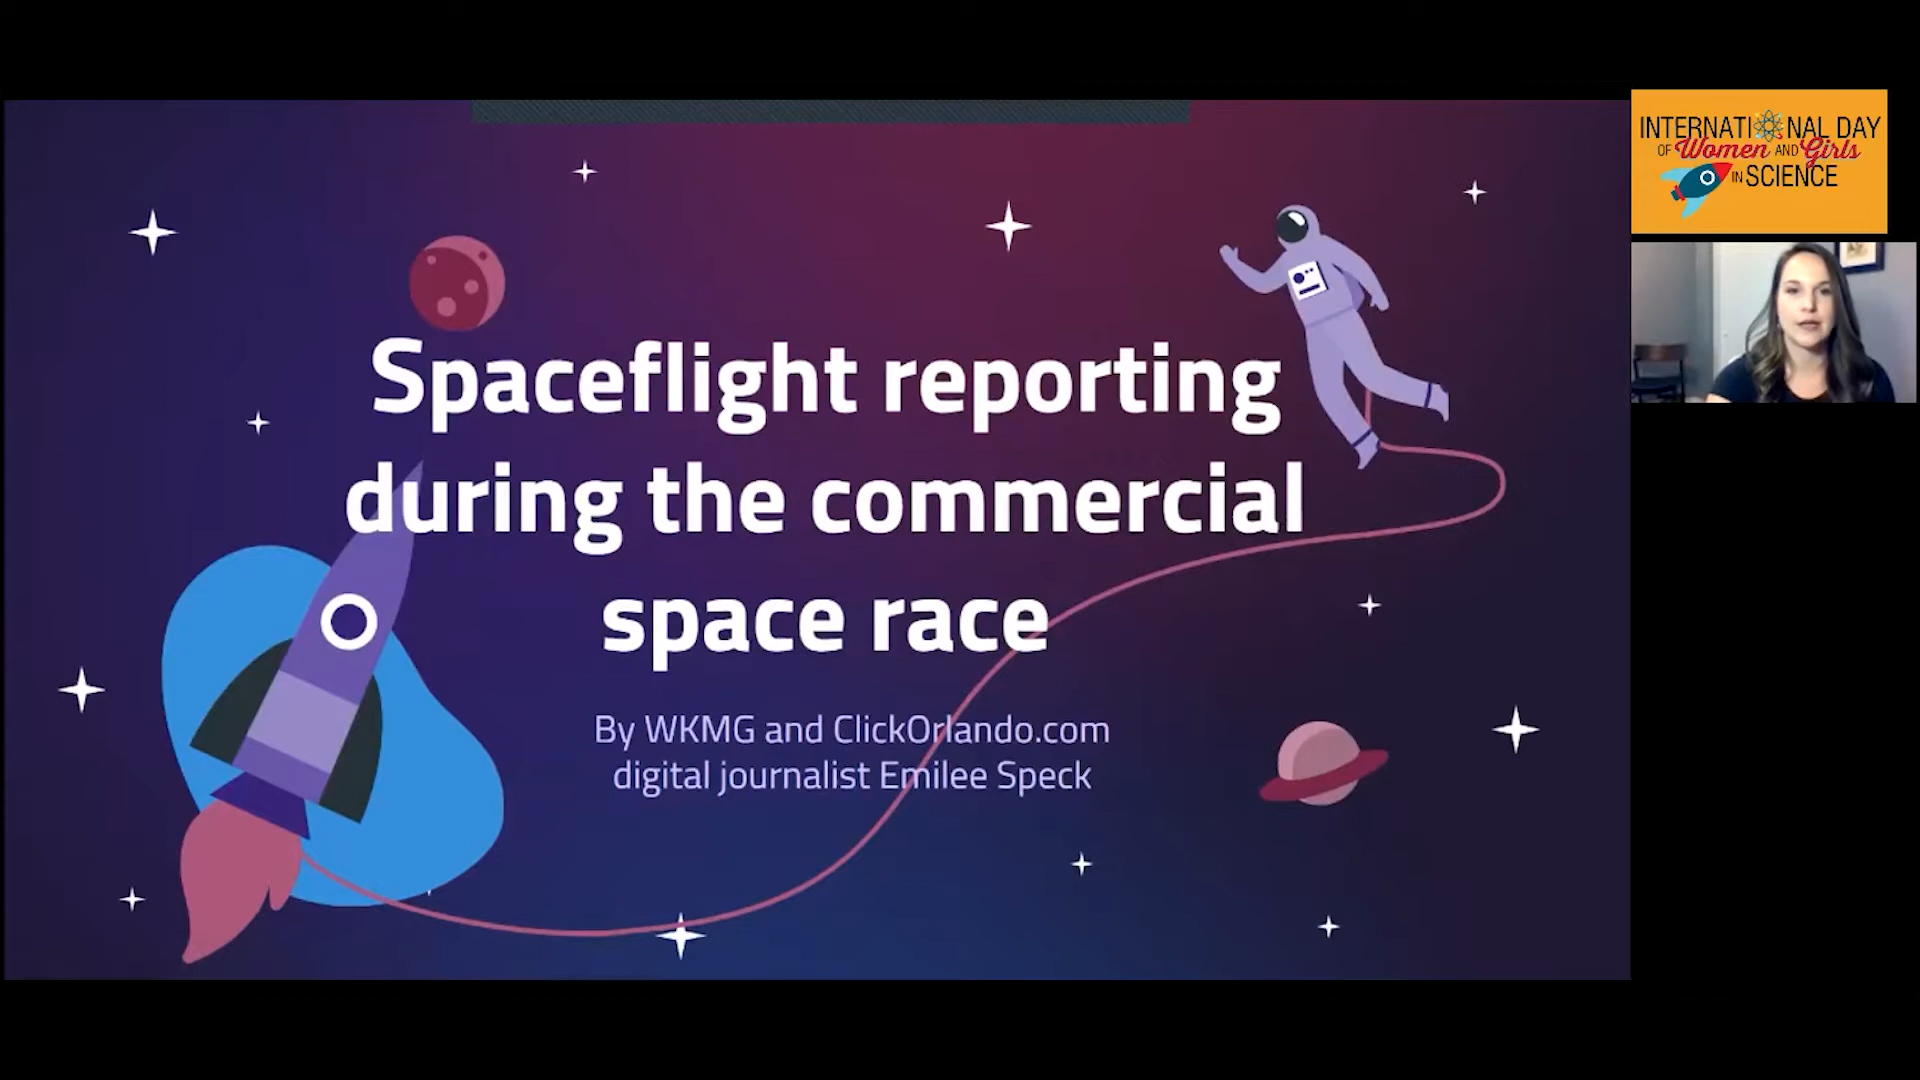 Spaceflight reporting
during the commercial
space race
By WKMG and ClickOrlando.com
digital journalist Emilee Speck
INTERNATIONAL DAY
OF Women AND Girls
IN SCIENCE